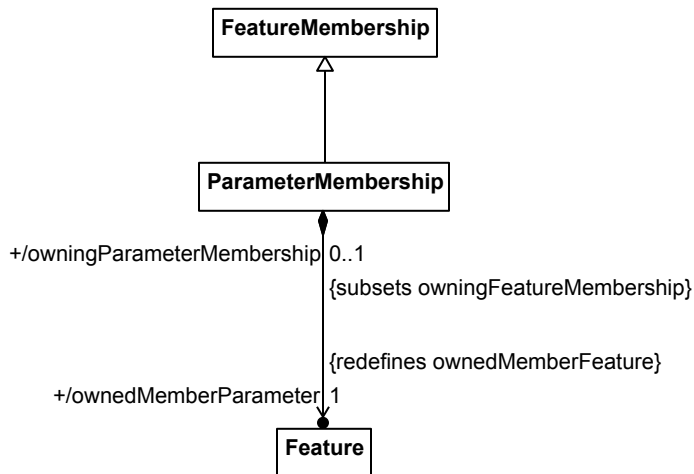 FeatureMembership
ParameterMembership
+/owningParameterMembership 0..1
{subsets owningFeatureMembership}
{redefines ownedMemberFeature}
+/ownedMemberParameter 1
Feature